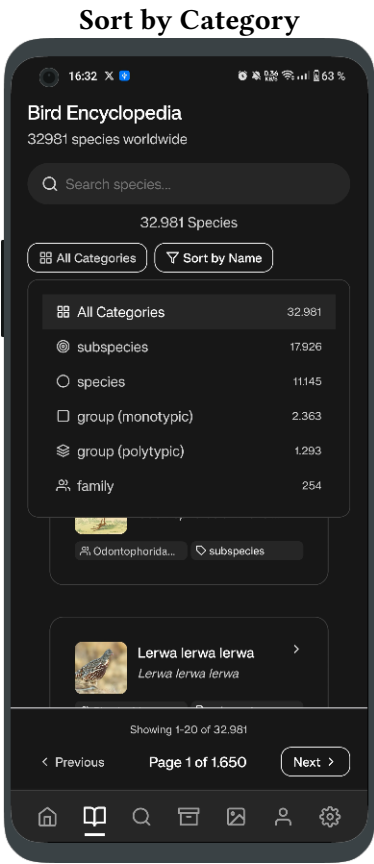 Sort by Category
16:32
0.36 KB/S
63 %
Bird Encyclopedia
32981 species worldwide
Search species...
32.981 Species
All Categories
Sort by Name
All Categories 32.981
subspecies 17.926
species 11.145
group (monotypic) 2.363
group (polytypic) 1.293
family 254
Odontophorida...
subspecies
Lerwa lerwa lerwa
Lerwa lerwa lerwa
Showing 1-20 of 32.981
Previous
Page 1 of 1.650
Next